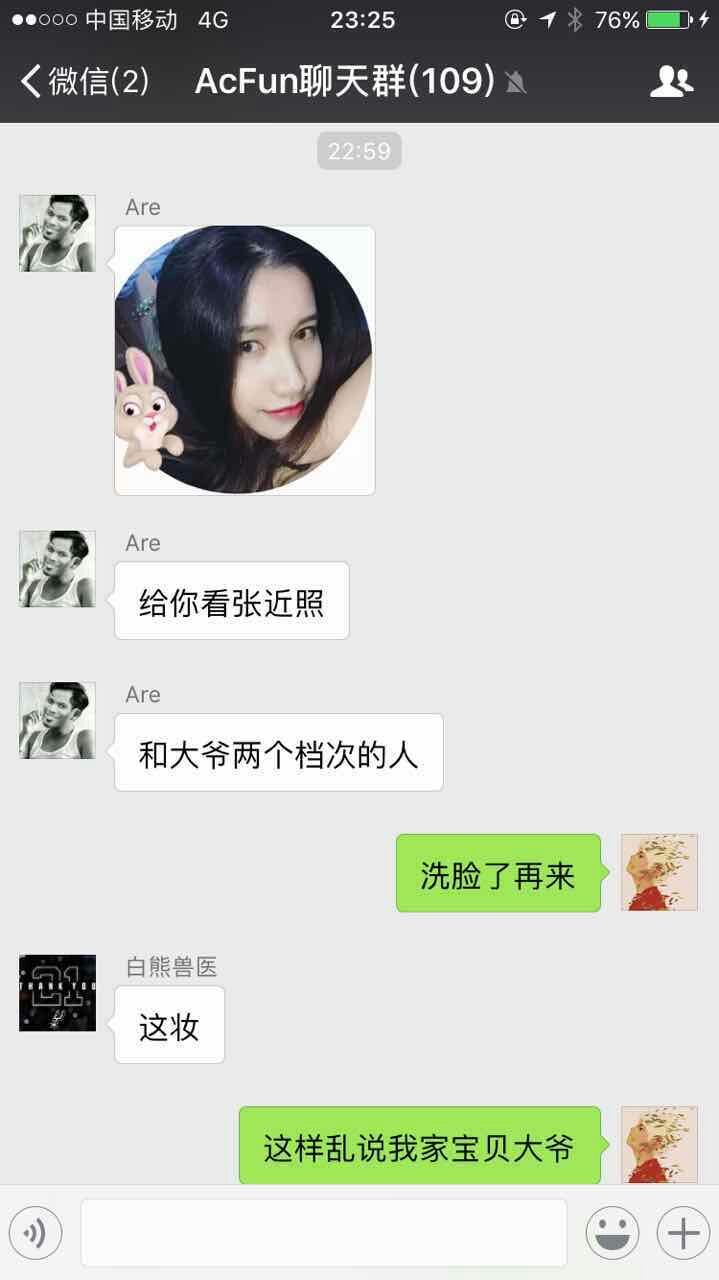 中国移动 4G 23:25 76%
微信(2) AcFun聊天群(109)
22:59
Are
Are
给你看张近照
Are
和大爷两个档次的人
洗脸了再来
白熊兽医
21
THANK YOU
这妆
这样乱说我家宝贝大爷